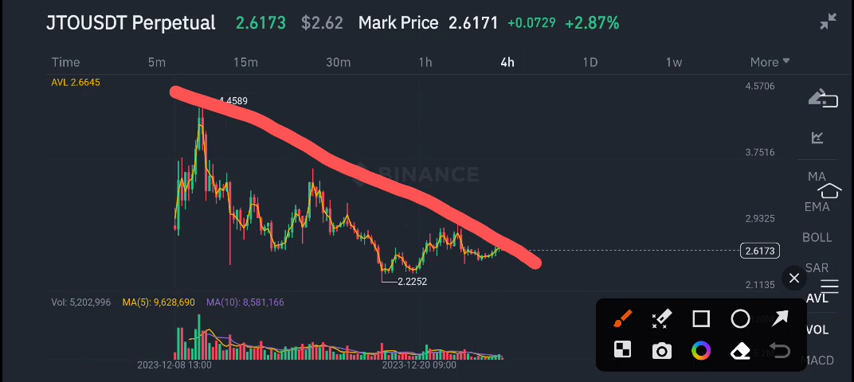 JTOUSDT Perpetual 2.6173 $2.62 Mark Price 2.6171 +0.0729 +2.87%
Time 5m 15m 30m 1h 4h 1D 1w More
AVL 2.6645
4.5706
4.4589
3.7516
BINANCE
MA
EMA
2.9325
BOLL
2.6173
SAR
2.2252
2.1135
AVL
Vol: 5,202,996 MA(5): 9,628,690 MA(10): 8,581,166
VOL
MACD
2023-12-08 13:00 2023-12-20 09:00